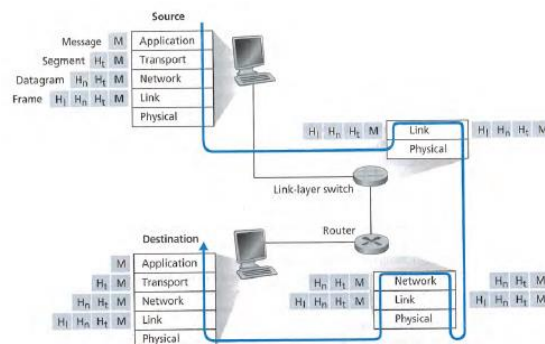 Source
Message M Application
Segment Ht M Transport
Datagram Hn Ht M Network
Frame Hl Hn Ht M Link
Physical
Hl Hn Ht M Link Hl Hn Ht M
Physical
Link-layer switch
Router
Destination
M Application
Ht M Transport
Hn Ht M Network
Hl Hn Ht M Link
Physical
Hn Ht M Network Hn Ht M
Hl Hn Ht M Link Hl Hn Ht M
Physical